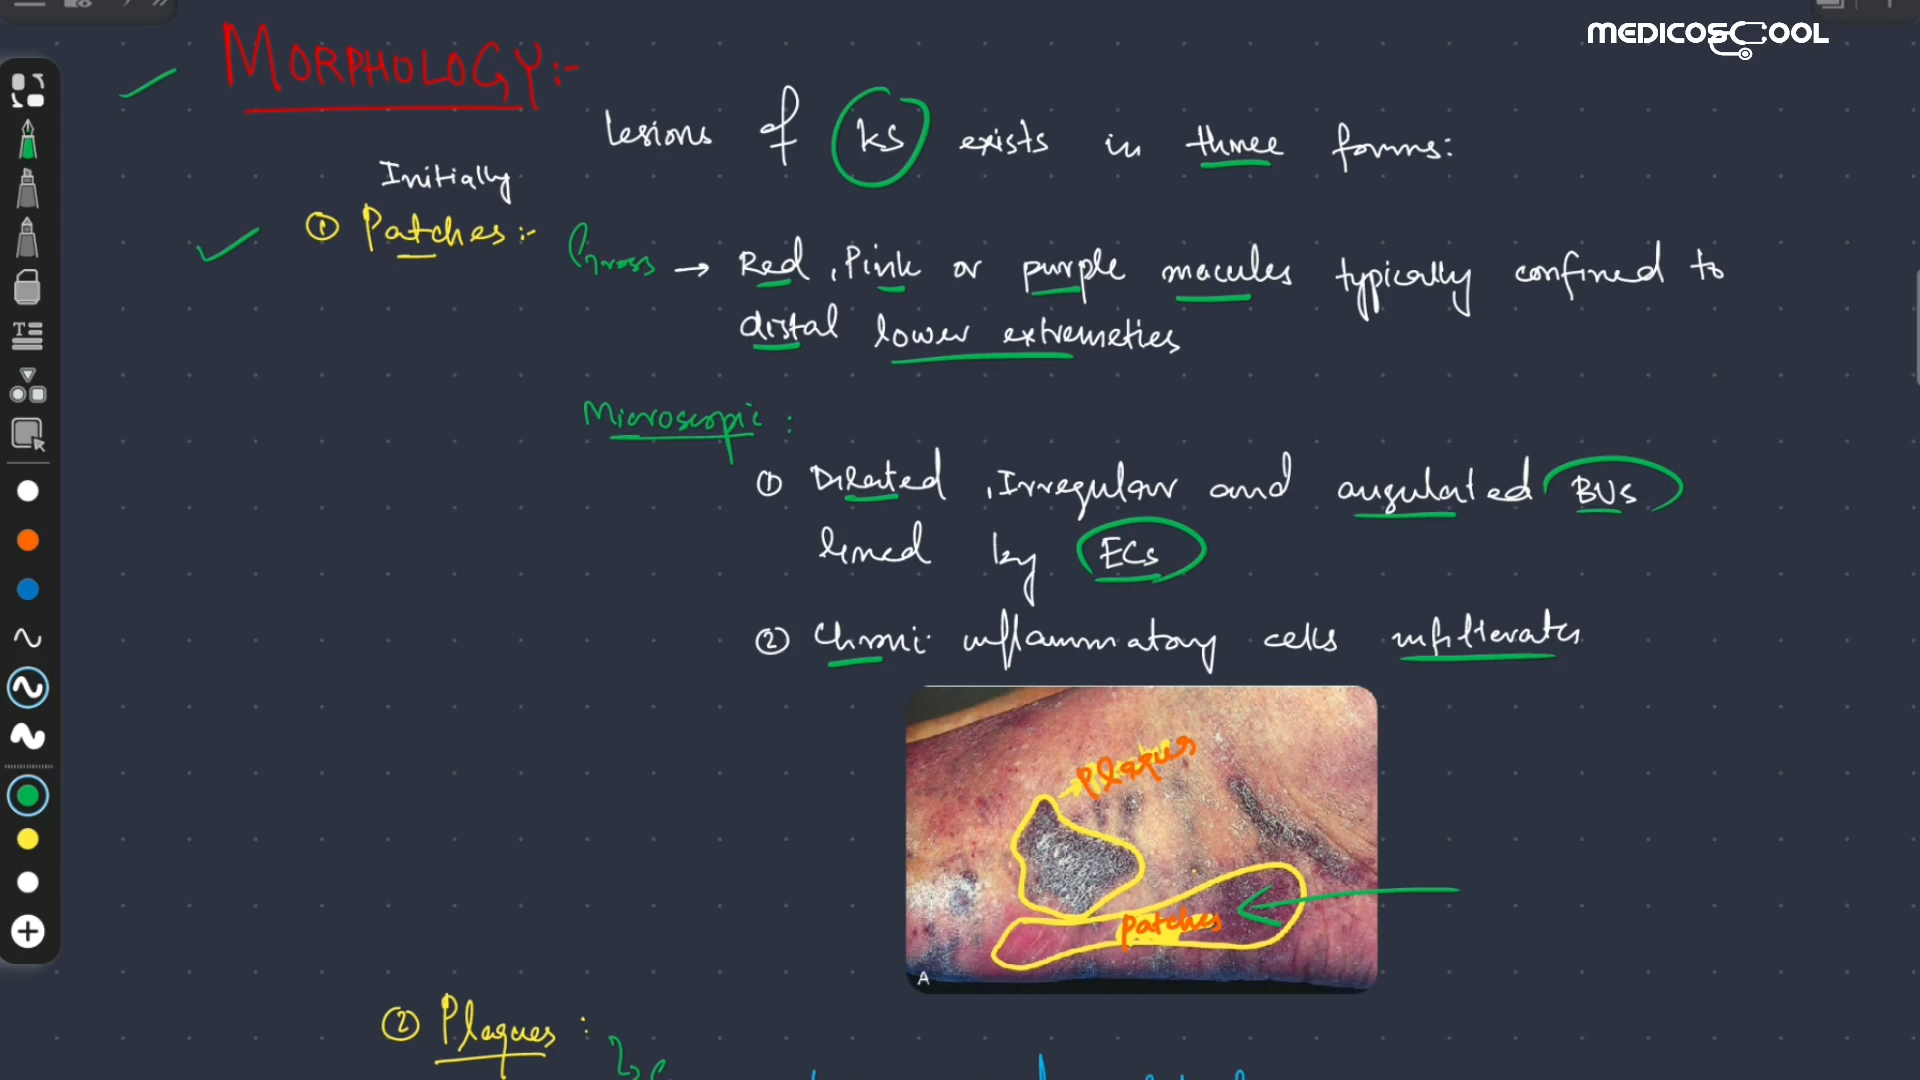 MEDICOSCOOL
MORPHOLOGY:-
lesions of KS exists in three forms:
Initially
① Patches:-
Gross → Red, Pink or purple macules typically confined to
distal lower extremeties
Microscopic:
① Dilated, Irregular and angulated BVs
lined by ECs
② Chronic inflammatory cells infilterates
→ Plaques
Patches
A
② Plaques: